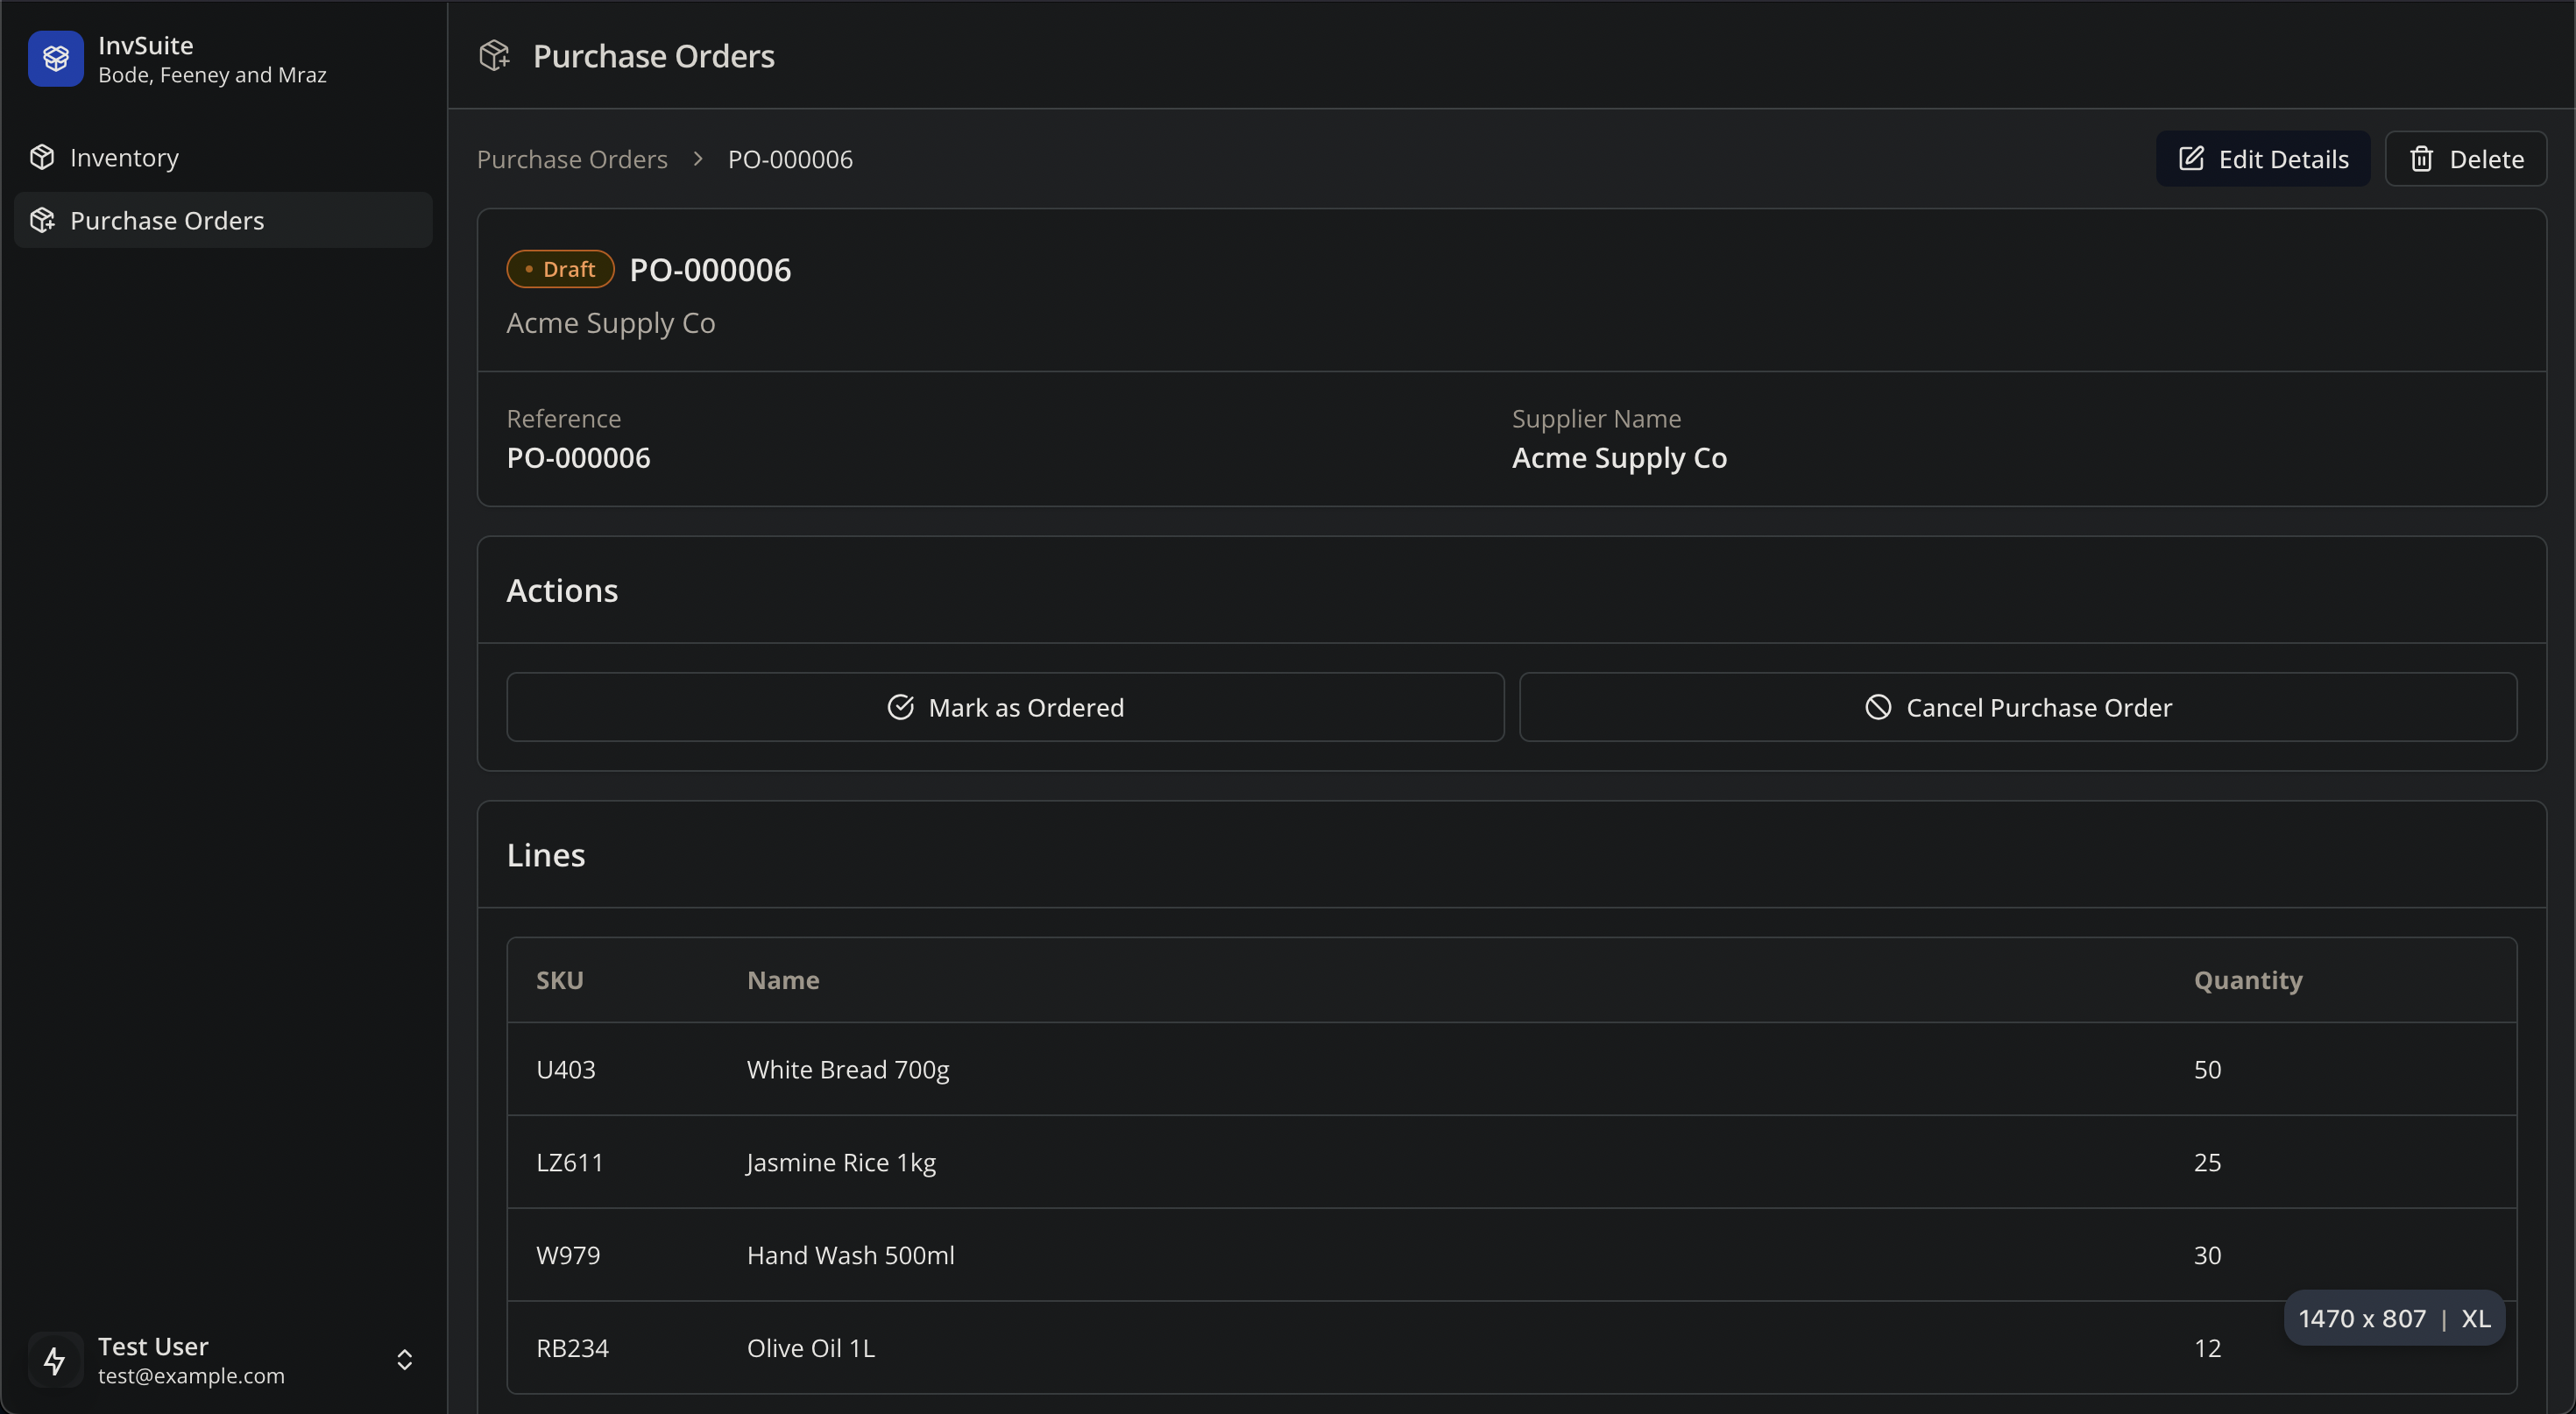 InvSuite
Bode, Feeney and Mraz
Inventory
Purchase Orders
Test User
test@example.com
Purchase Orders
Purchase Orders > PO-000006
Edit Details
Delete
Draft PO-000006
Acme Supply Co
Reference
PO-000006
Supplier Name
Acme Supply Co
Actions
Mark as Ordered
Cancel Purchase Order
Lines
SKU Name Quantity
U403 White Bread 700g 50
LZ611 Jasmine Rice 1kg 25
W979 Hand Wash 500ml 30
RB234 Olive Oil 1L 12
1470 x 807 | XL